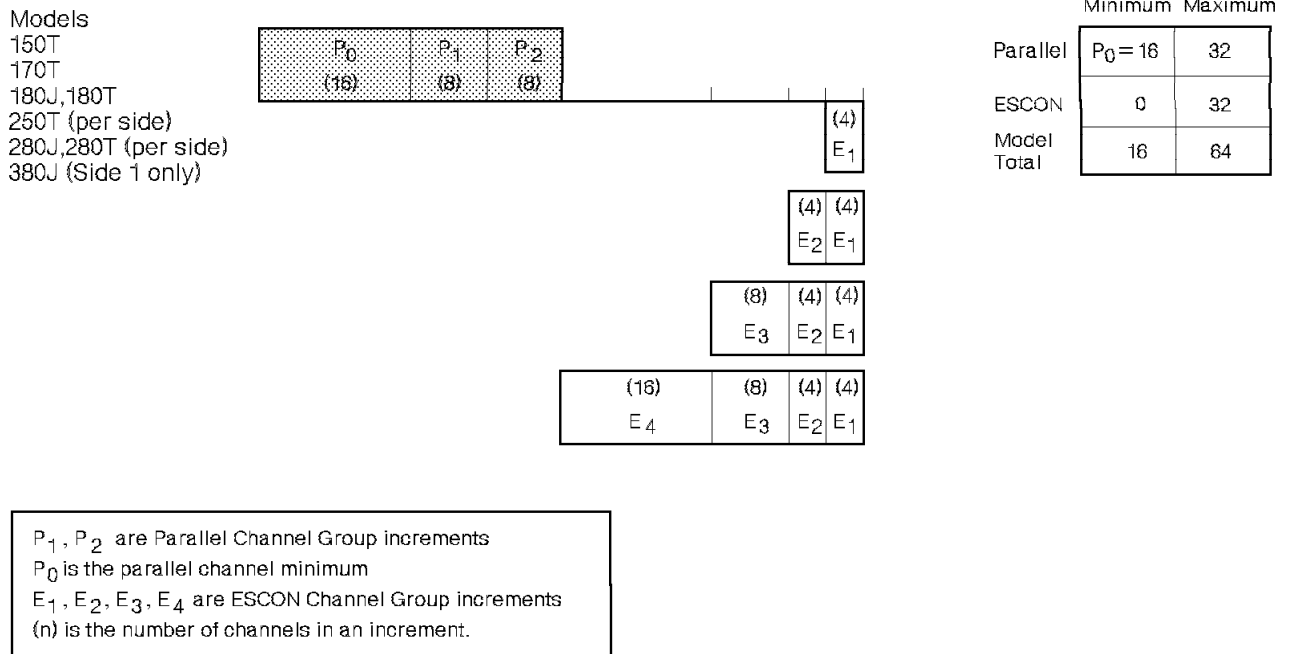 Models
150T
170T
180J,180T
250T (per side)
280J,280T (per side)
380J (Side 1 only)
P0 P1 P2
(16) (8) (8)
(4)
E1
(4) (4)
E2 E1
(8) (4) (4)
E3 E2 E1
(16) (8) (4) (4)
E4 E3 E2 E1
Minimum Maximum
Parallel P0=16 32
ESCON 0 32
Model
Total 16 64
P1, P2 are Parallel Channel Group increments
P0 is the parallel channel minimum
E1, E2, E3, E4 are ESCON Channel Group increments
(n) is the number of channels in an increment.